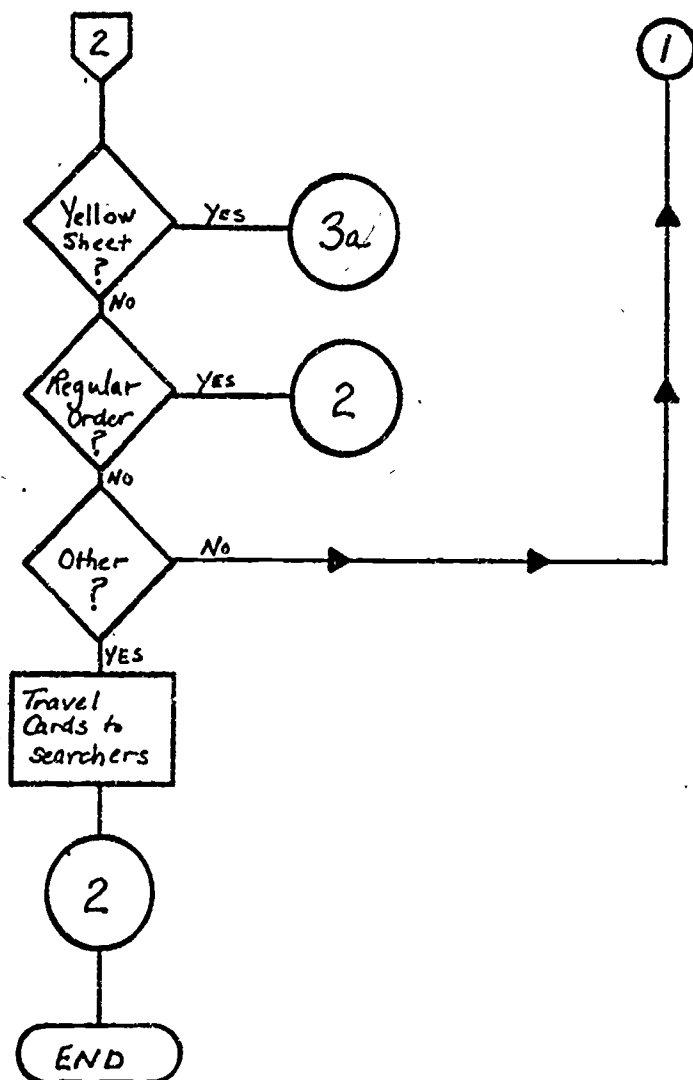 2
1
Yellow
Sheet
?
YES
3a
NO
Regular
Order
?
YES
2
NO
Other
?
No
YES
Travel
Cards to
Searchers
2
END